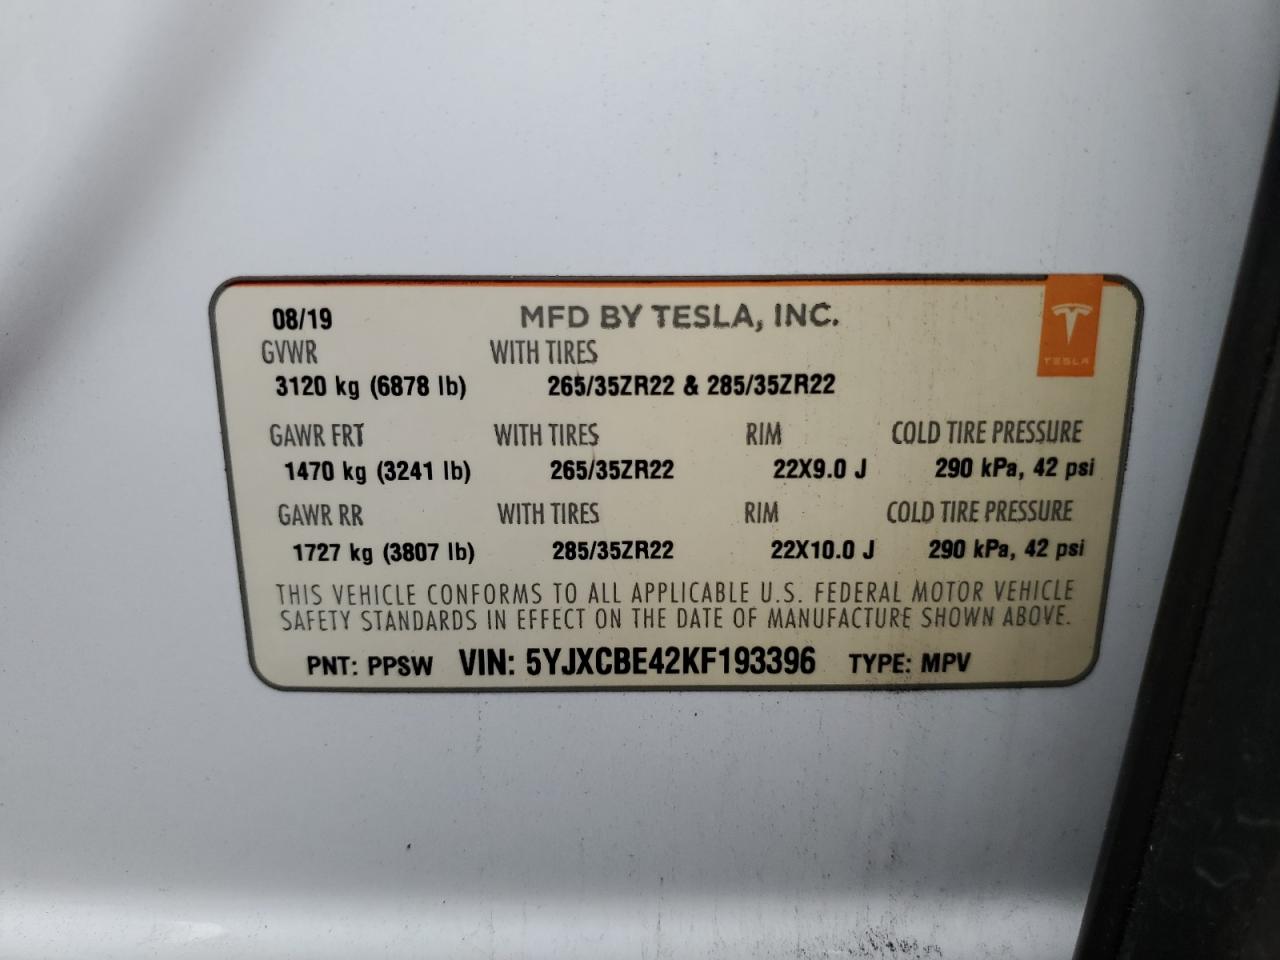 08/19 MFD BY TESLA, INC.
GVWR WITH TIRES
TESLA
3120 kg (6878 lb) 265/35ZR22 & 285/35ZR22
GAWR FRT WITH TIRES RIM COLD TIRE PRESSURE
1470 kg (3241 lb) 265/35ZR22 22X9.0 J 290 kPa, 42 psi
GAWR RR WITH TIRES RIM COLD TIRE PRESSURE
1727 kg (3807 lb) 285/35ZR22 22X10.0 J 290 kPa, 42 psi
THIS VEHICLE CONFORMS TO ALL APPLICABLE U.S. FEDERAL MOTOR VEHICLE
SAFETY STANDARDS IN EFFECT ON THE DATE OF MANUFACTURE SHOWN ABOVE.
PNT: PPSW VIN: 5YJXCBE42KF193396 TYPE: MPV